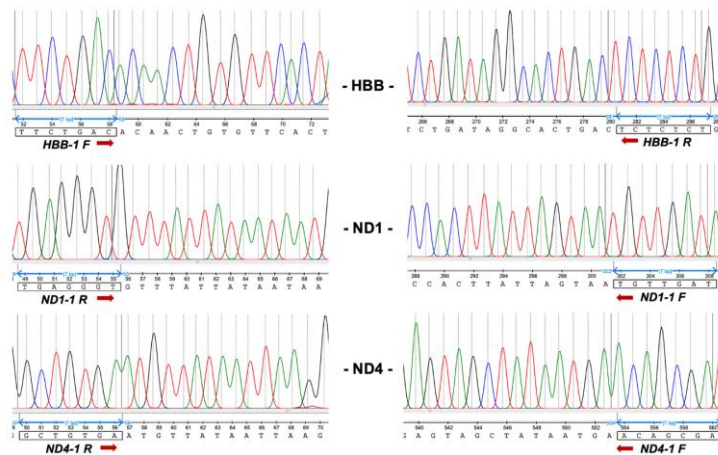 - HBB -
52 54 56 58 60 62 64 66 68 70 72
268 270 272 274 276 278 280 282 284 286
T T C T G A C A C A A C T G T G T T C A C T
T C T G A T A G G C A C T G A C T C T C T C T G
HBB-1 F
HBB-1 R
- ND1 -
49 50 51 52 53 54 55 56 57 58 59 60 61 62 63 64 65 66 67 68 69
288 290 292 294 296 298 300 302 304 306 308
T G A G G G T G T T T A T T A T A A T A A
C C A C T T A T T A G T A A T G T T G A T
ND1-1 R
ND1-1 F
- ND4 -
50 51 52 53 54 55 56 57 58 59 60 61 62 63 64 65 66 67 68 69 70
540 542 544 546 548 550 552 554 556 558 560
G G C T G T G A A T G T T A T A A T T A A G
G A G T A G C T A T A A T G A A C A G C G A
ND4-1 R
ND4-1 F